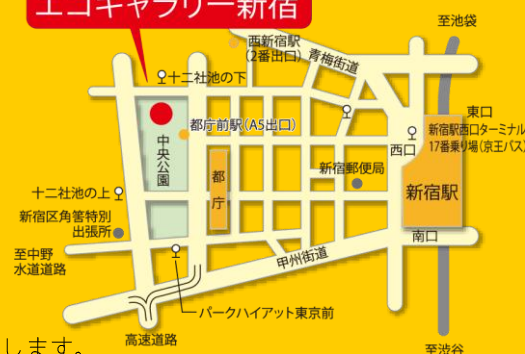 エコギャラリー新宿
至池袋
西新宿駅
(2番出口)
青梅街道
十二社池の下
東口
都庁前駅(A5出口)
新宿駅西口ターミナル
17番乗り場(京王バス)
西口
中央公園
新宿郵便局
都庁
新宿駅
十二社池の上
新宿区角筈特別
出張所
南口
至中野
水道道路
甲州街道
パークハイアット東京前
高速道路
至渋谷
します。